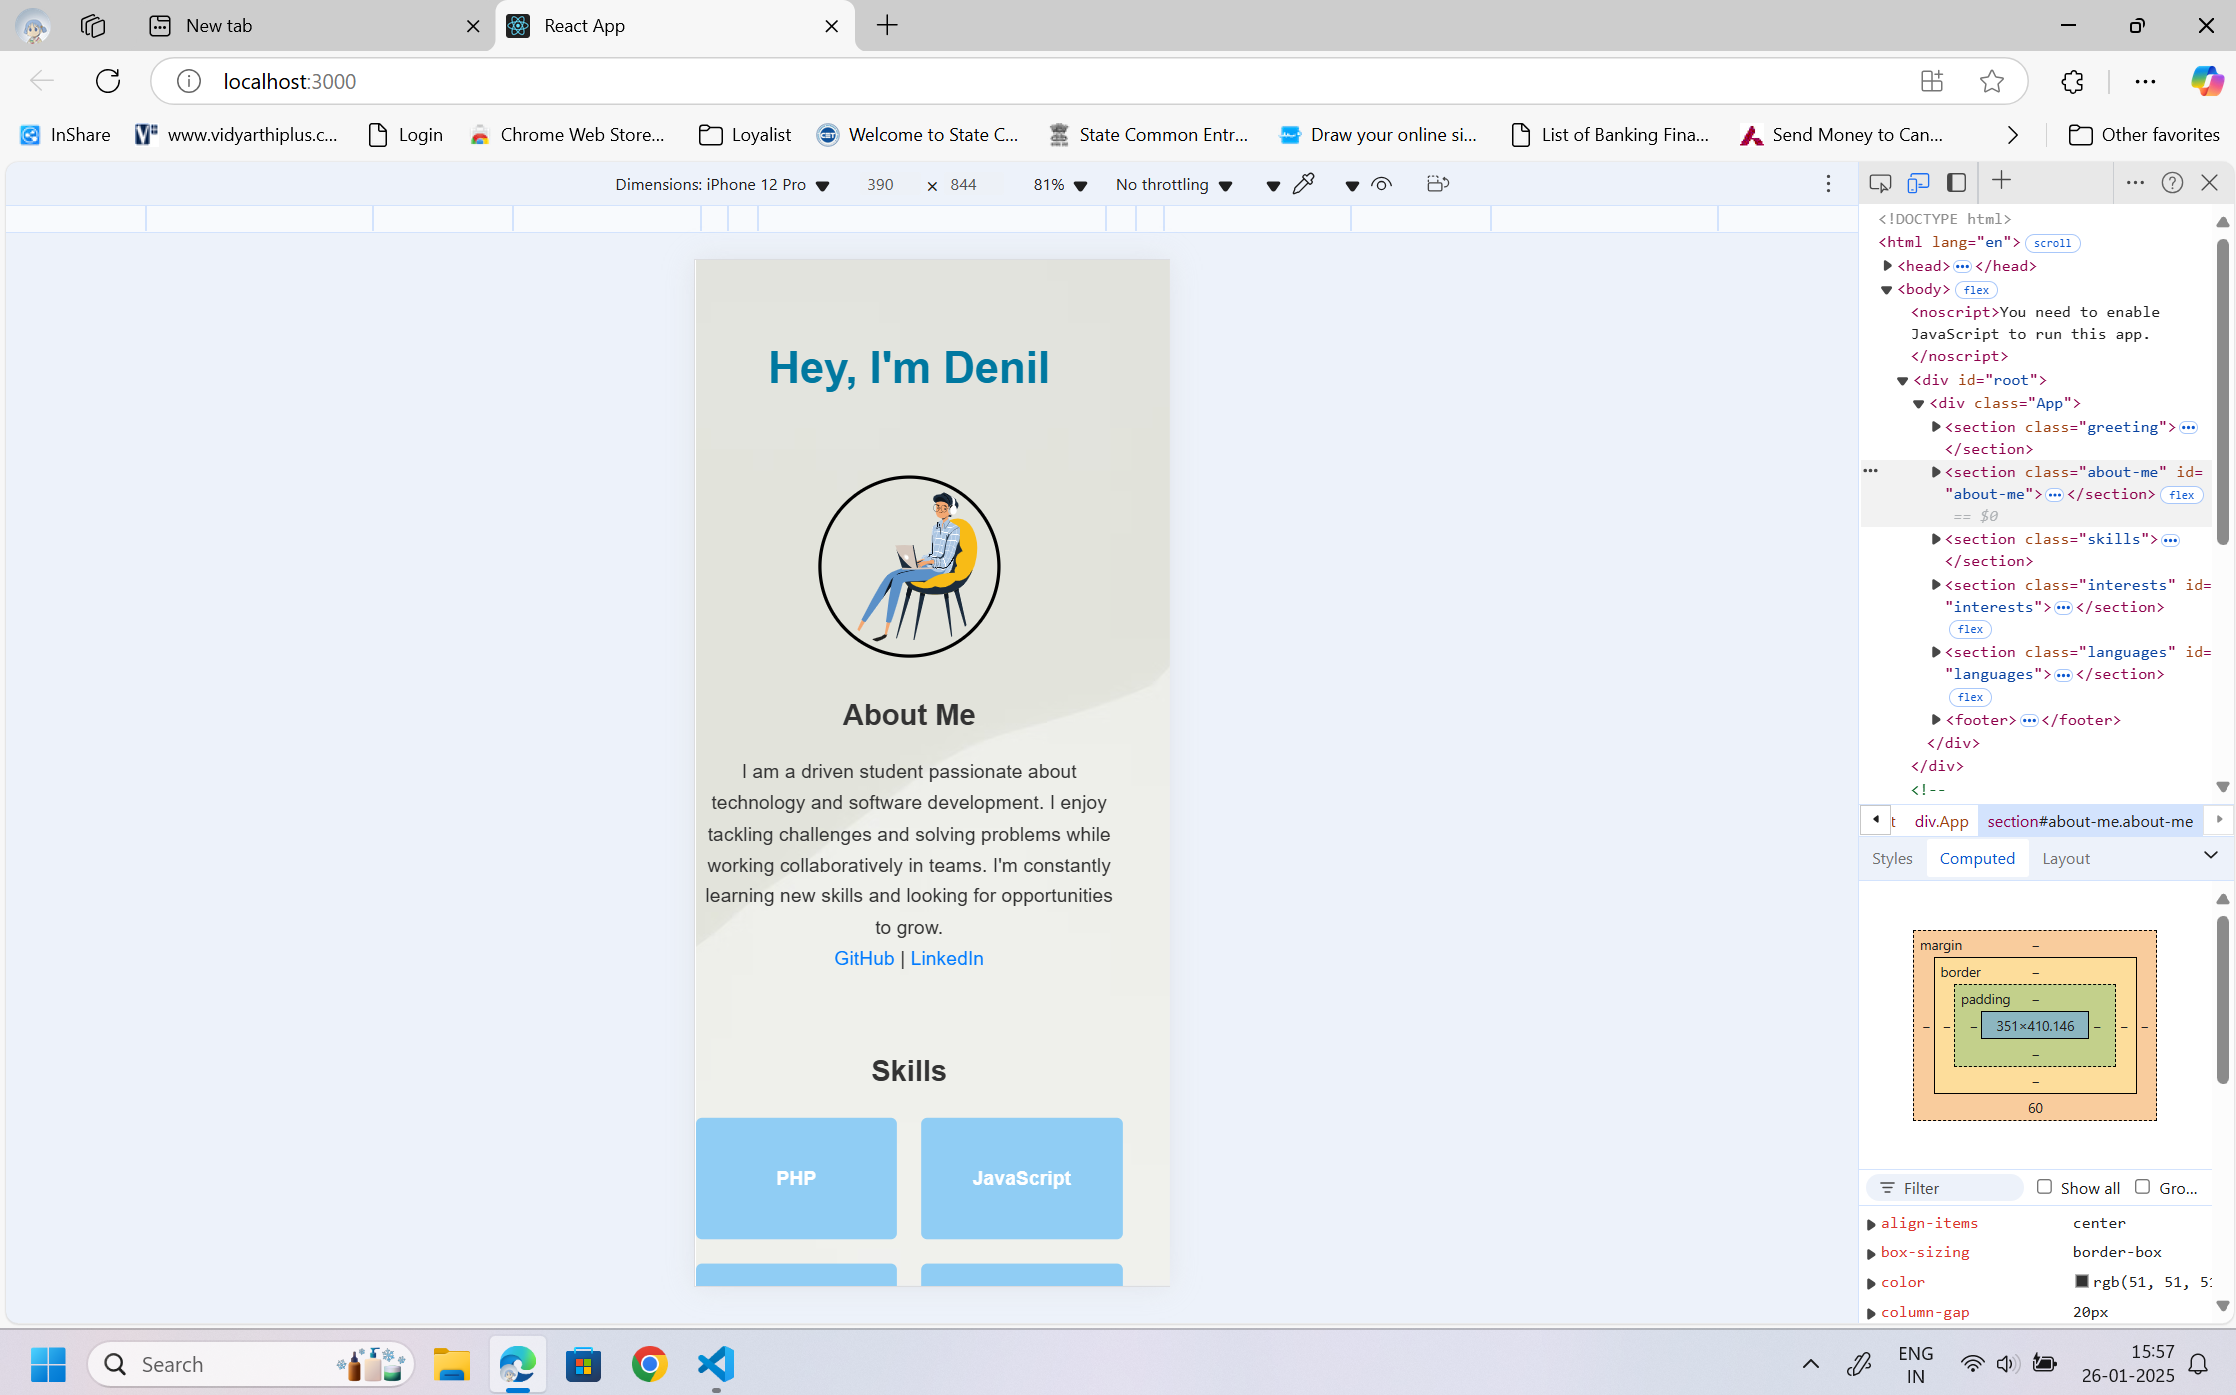 New tab
React App
localhost:3000
InShare
www.vidyarthiplus.c...
Login
Chrome Web Store...
Loyalist
Welcome to State C...
State Common Entr...
Draw your online si...
List of Banking Fina...
Send Money to Can...
Other favorites
Dimensions: iPhone 12 Pro 390 × 844 81% No throttling
Hey, I'm Denil
About Me
I am a driven student passionate about
technology and software development. I enjoy
tackling challenges and solving problems while
working collaboratively in teams. I'm constantly
learning new skills and looking for opportunities
to grow.
GitHub | LinkedIn
Skills
PHP
JavaScript
<!DOCTYPE html>
<html lang="en"> scroll
<head>•••</head>
<body> flex
<noscript>You need to enable
JavaScript to run this app.
</noscript>
<div id="root">
<div class="App">
<section class="greeting">•••
</section>
••• <section class="about-me" id=
"about-me">•••</section> flex
== $0
<section class="skills">•••
</section>
<section class="interests" id=
"interests">•••</section>
flex
<section class="languages" id=
"languages">•••</section>
flex
<footer>•••</footer>
</div>
</div>
<!--
t div.App section#about-me.about-me
Styles Computed Layout
margin –
border –
padding –
– – – 351×410.146 – – –
–
–
60
Filter Show all Gro...
align-items center
box-sizing border-box
color rgb(51, 51, 51
column-gap 20px
Search
ENG
IN
15:57
26-01-2025